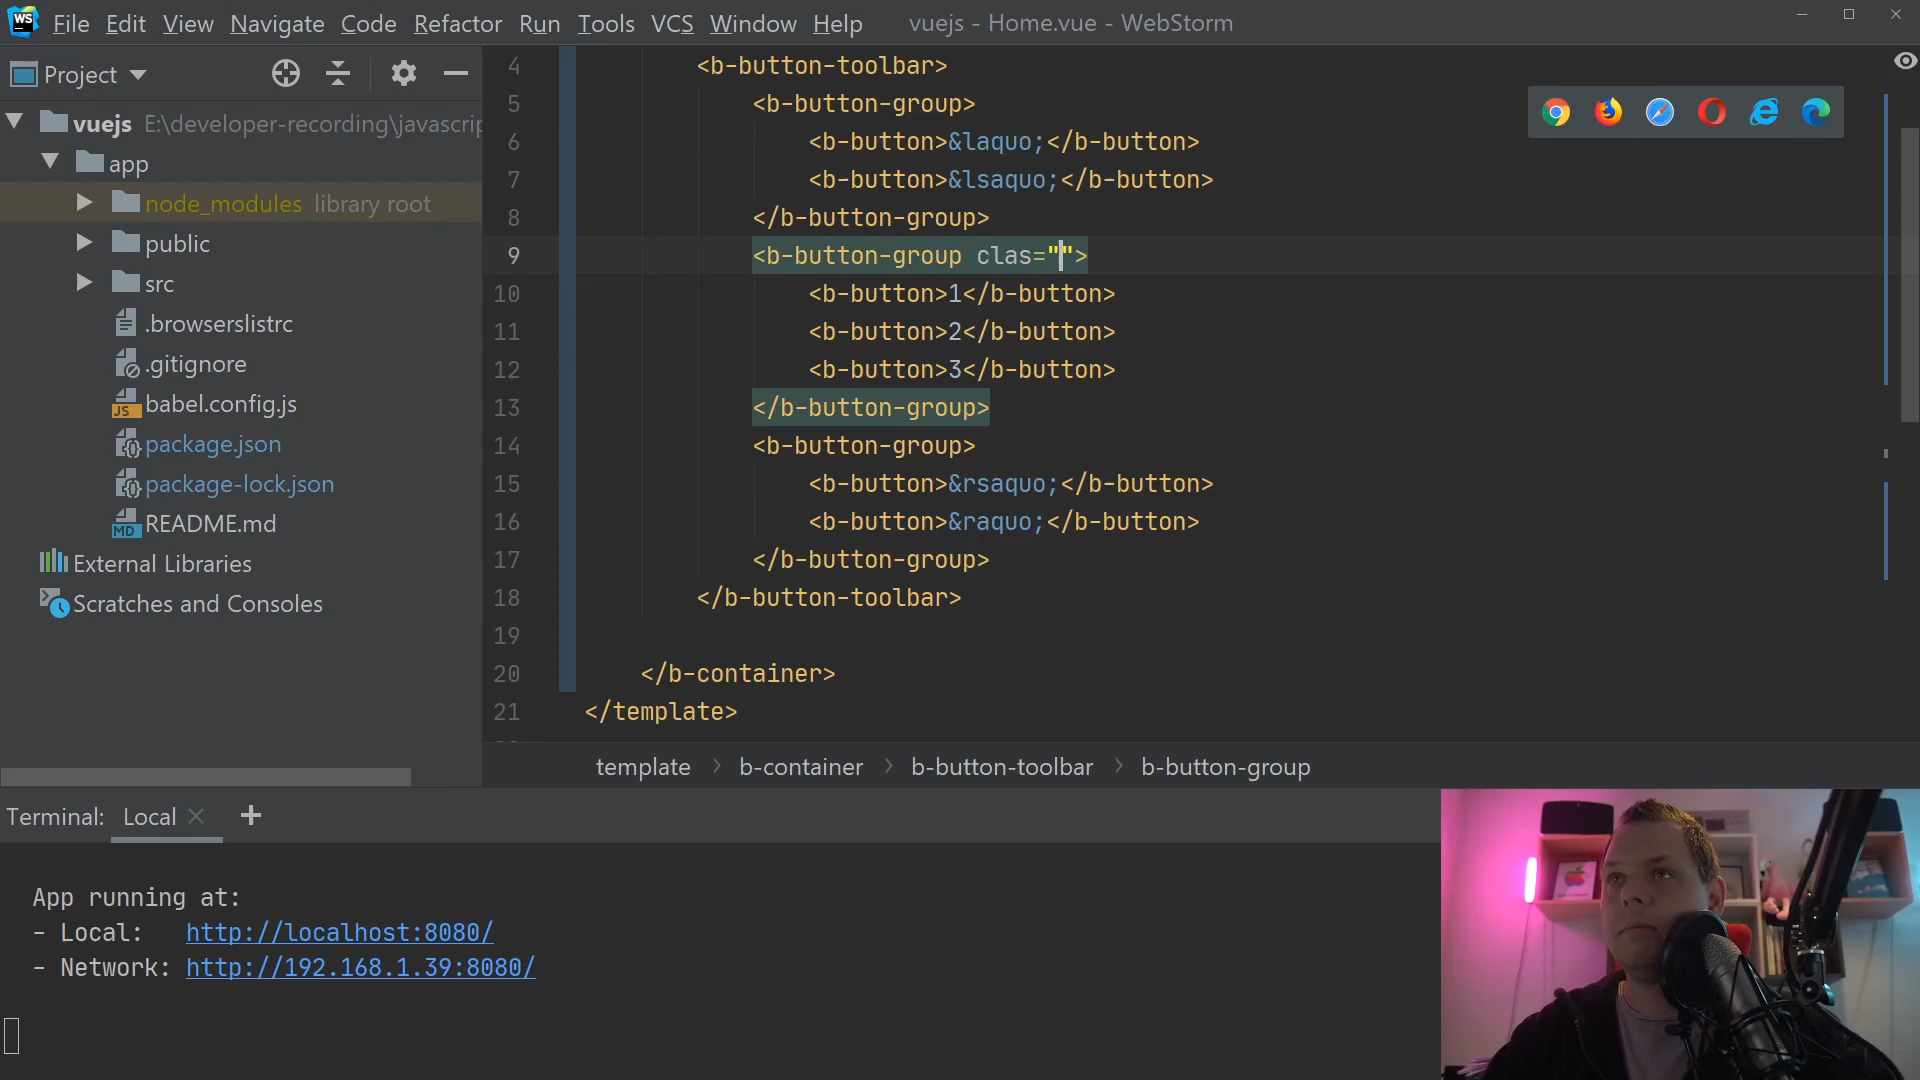 WS File Edit View Navigate Code Refactor Run Tools VCS Window Help vuejs - Home.vue - WebStorm
Project
vuejs E:\developer-recording\javascrip
app
node_modules library root
public
src
.browserslistrc
.gitignore
JS babel.config.js
package.json
package-lock.json
MD README.md
External Libraries
Scratches and Consoles
4 <b-button-toolbar>
5 <b-button-group>
6 <b-button>&laquo;</b-button>
7 <b-button>&lsaquo;</b-button>
8 </b-button-group>
9 <b-button-group clas="">
10 <b-button>1</b-button>
11 <b-button>2</b-button>
12 <b-button>3</b-button>
13 </b-button-group>
14 <b-button-group>
15 <b-button>&rsaquo;</b-button>
16 <b-button>&raquo;</b-button>
17 </b-button-group>
18 </b-button-toolbar>
19
20 </b-container>
21 </template>
template > b-container > b-button-toolbar > b-button-group
Terminal: Local × +
App running at:
- Local: http://localhost:8080/
- Network: http://192.168.1.39:8080/